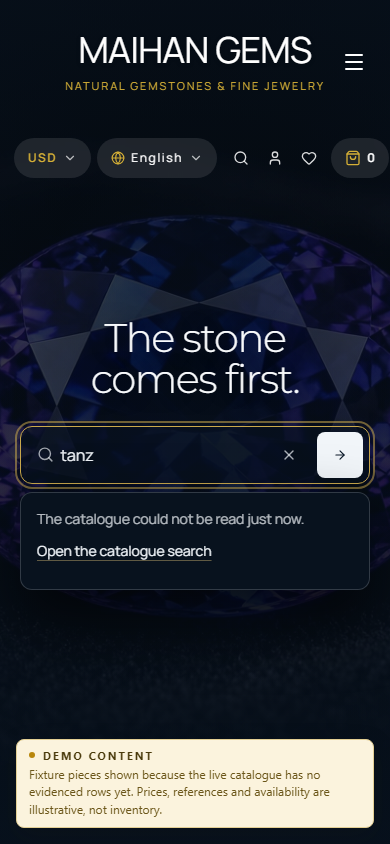 MAIHAN GEMS
NATURAL GEMSTONES & FINE JEWELRY
USD
English
0
The stone
comes first.
tanz
The catalogue could not be read just now.
Open the catalogue search
DEMO CONTENT
Fixture pieces shown because the live catalogue has no
evidenced rows yet. Prices, references and availability are
illustrative, not inventory.